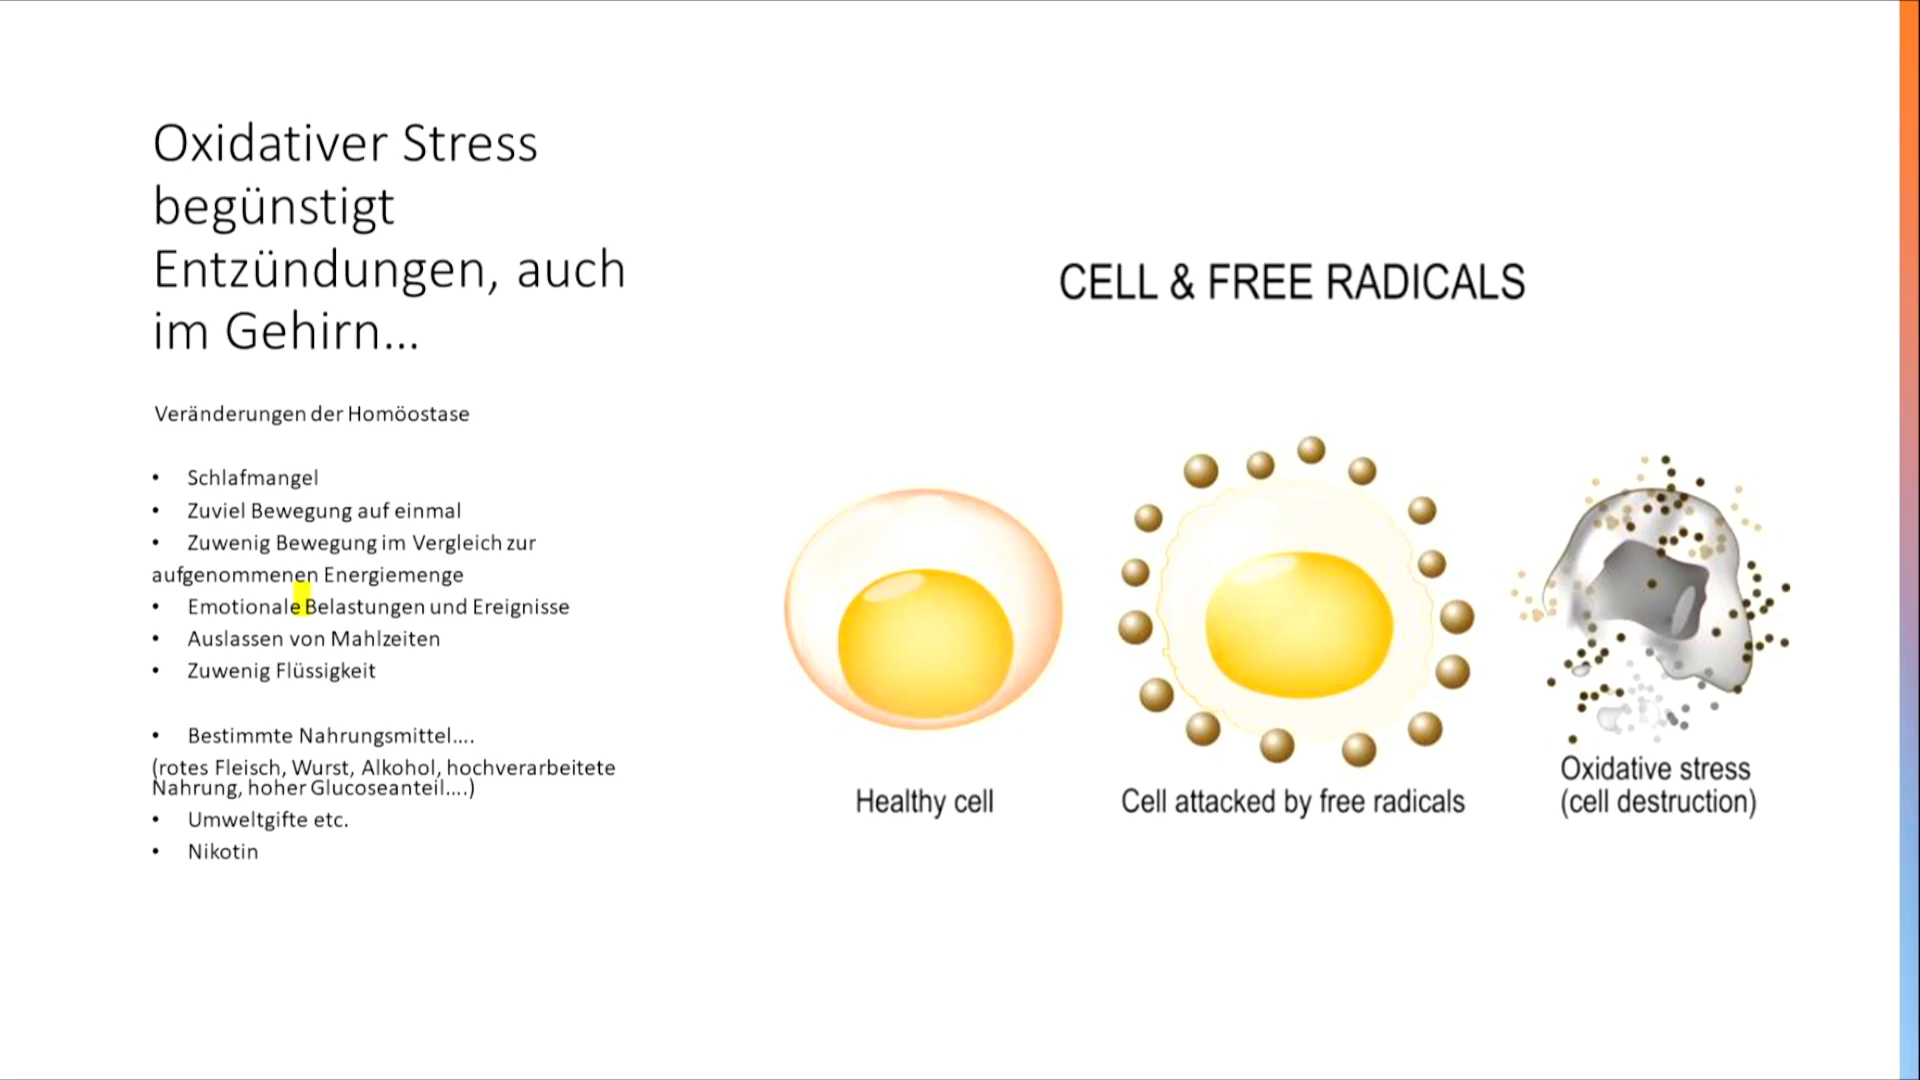 Oxidativer Stress
begünstigt
Entzündungen, auch
im Gehirn...
Veränderungen der Homöostase
• Schlafmangel
• Zuviel Bewegung auf einmal
• Zuwenig Bewegung im Vergleich zur
aufgenommenen Energiemenge
• Emotionale Belastungen und Ereignisse
• Auslassen von Mahlzeiten
• Zuwenig Flüssigkeit
• Bestimmte Nahrungsmittel....
(rotes Fleisch, Wurst, Alkohol, hochverarbeitete
Nahrung, hoher Glucoseanteil....)
• Umweltgifte etc.
• Nikotin
CELL & FREE RADICALS
Healthy cell
Cell attacked by free radicals
Oxidative stress
(cell destruction)